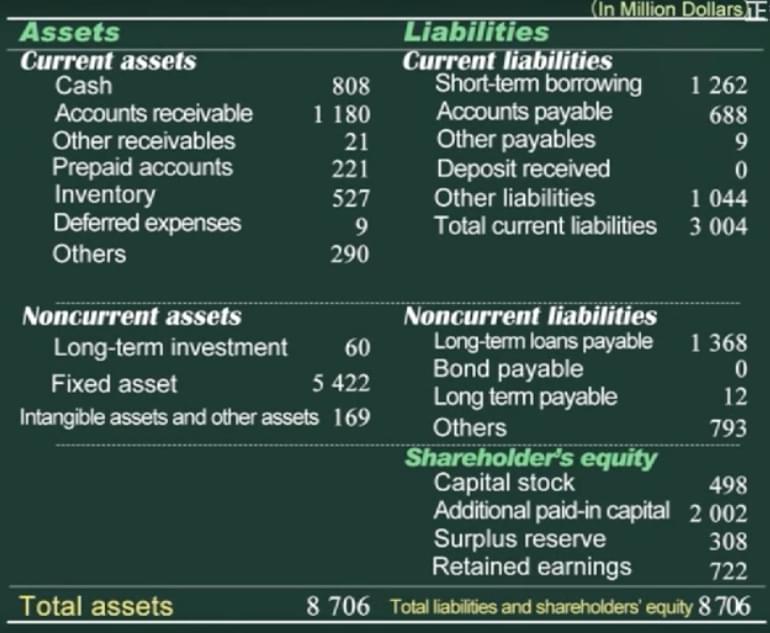 (In Million Dollars)正
Assets Liabilities
Current assets Current liabilities
Cash 808 Short-term borrowing 1 262
Accounts receivable 1 180 Accounts payable 688
Other receivables 21 Other payables 9
Prepaid accounts 221 Deposit received 0
Inventory 527 Other liabilities 1 044
Deferred expenses 9 Total current liabilities 3 004
Others 290
Noncurrent assets Noncurrent liabilities
Long-term investment 60 Long-term loans payable 1 368
Fixed asset 5 422 Bond payable 0
Intangible assets and other assets 169 Long term payable 12
Others 793
Shareholder's equity
Capital stock 498
Additional paid-in capital 2 002
Surplus reserve 308
Retained earnings 722
Total assets 8 706 Total liabilities and shareholders' equity 8 706